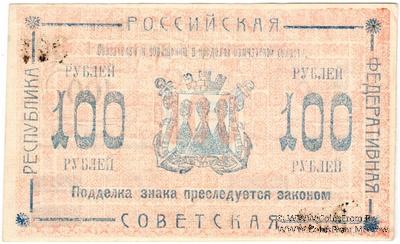 РОССИЙСКАЯ
РЕСПУБЛИКА
ФЕДЕРАТИВНАЯ
РУБЛЕЙ
100
РУБЛЕЙ
РУБЛЕЙ
100
РУБЛЕЙ
Подделка знака преследуется законом
СОВЕТСКАЯ